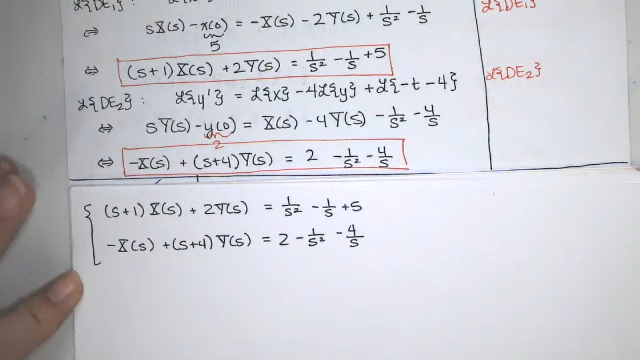 ℒ{DE₁}
ℒ{DE₁}
⇔ sX(s) - x(0) = -X(s) - 2Y(s) + 1/s² - 1/s
5
⇔ (s+1)X(s) + 2Y(s) = 1/s² - 1/s + 5
ℒ{DE₂}
ℒ{DE₂} : ℒ{y'} = ℒ{x} - 4ℒ{y} + ℒ{-t-4}
⇔ sY(s) - y(0) = X(s) - 4Y(s) - 1/s² - 4/s
2
⇔ -X(s) + (s+4)Y(s) = 2 - 1/s² - 4/s
{ (s+1)X(s) + 2Y(s) = 1/s² - 1/s + 5
-X(s) + (s+4)Y(s) = 2 - 1/s² - 4/s